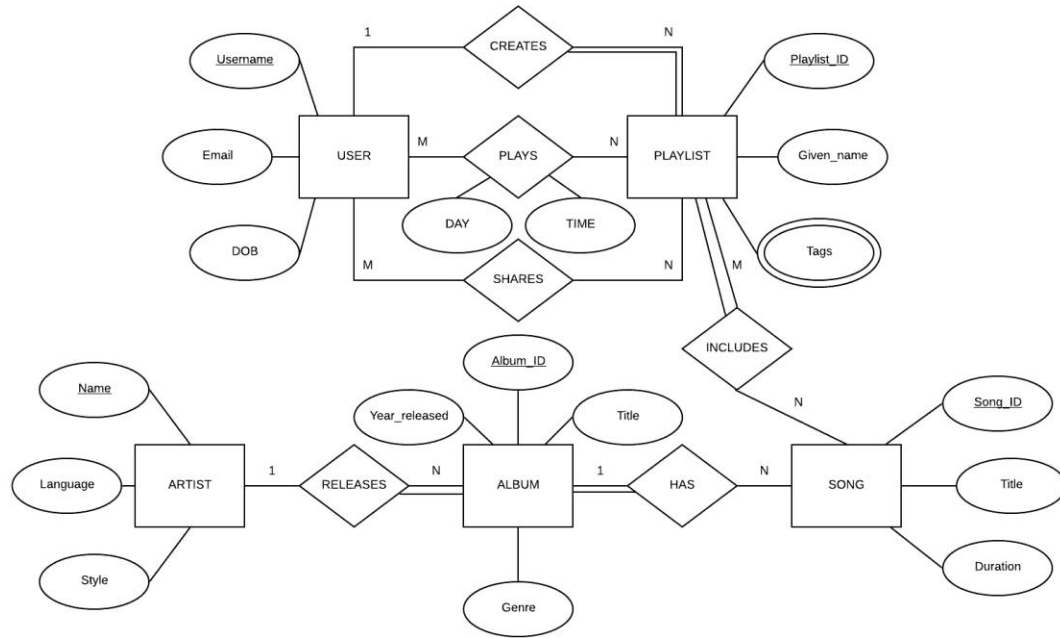 1
CREATES
N
Username
Playlist_ID
Email
USER
M
PLAYS
N
PLAYLIST
Given_name
DAY
TIME
DOB
Tags
M
SHARES
N
M
INCLUDES
Album_ID
Name
Year_released
Title
N
Song_ID
Language
ARTIST
1
RELEASES
N
ALBUM
1
HAS
N
SONG
Title
Style
Duration
Genre